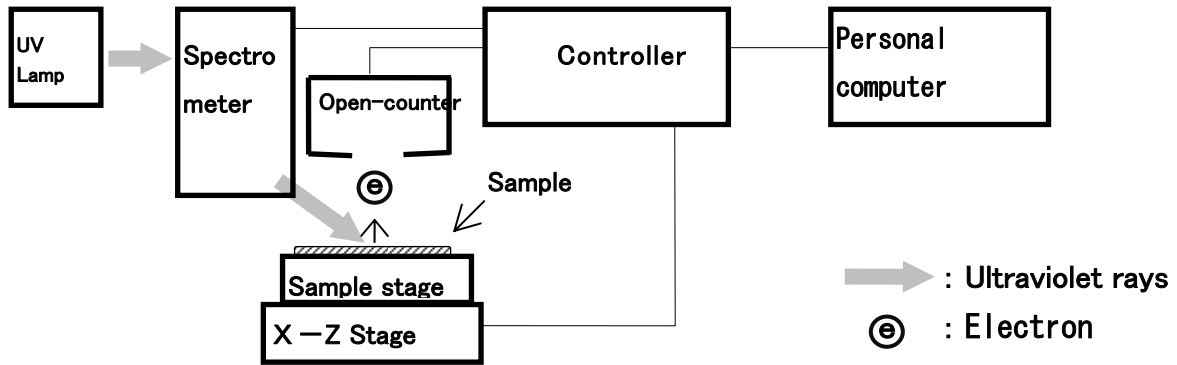 UV
Lamp
Spectro
meter
Open-counter
Controller
Personal
computer
e
Sample
Sample stage
X－Z Stage
: Ultraviolet rays
e
: Electron